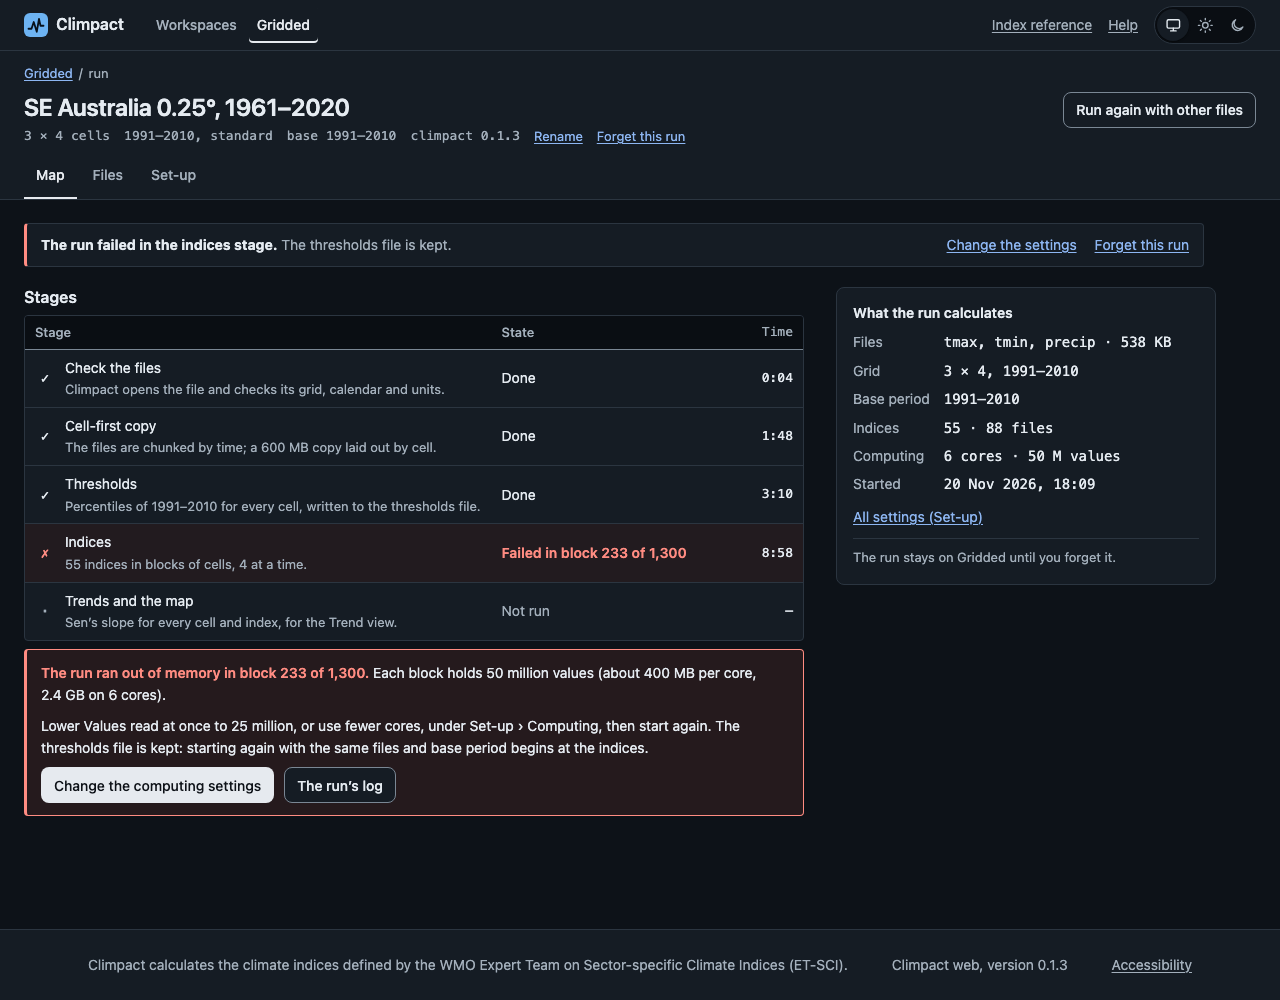 Climpact
Workspaces
Gridded
Index reference
Help
Gridded / run
SE Australia 0.25°, 1961–2020
Run again with other files
3 × 4 cells 1991–2010, standard base 1991–2010 climpact 0.1.3 Rename Forget this run
Map
Files
Set-up
The run failed in the indices stage. The thresholds file is kept.
Change the settings
Forget this run
Stages
Stage State Time
✓ Check the files Done 0:04
Climpact opens the file and checks its grid, calendar and units.
✓ Cell-first copy Done 1:48
The files are chunked by time; a 600 MB copy laid out by cell.
✓ Thresholds Done 3:10
Percentiles of 1991–2010 for every cell, written to the thresholds file.
✗ Indices Failed in block 233 of 1,300 8:58
55 indices in blocks of cells, 4 at a time.
· Trends and the map Not run –
Sen’s slope for every cell and index, for the Trend view.
The run ran out of memory in block 233 of 1,300. Each block holds 50 million values (about 400 MB per core,
2.4 GB on 6 cores).
Lower Values read at once to 25 million, or use fewer cores, under Set-up › Computing, then start again. The
thresholds file is kept: starting again with the same files and base period begins at the indices.
Change the computing settings
The run’s log
What the run calculates
Files tmax, tmin, precip · 538 KB
Grid 3 × 4, 1991–2010
Base period 1991–2010
Indices 55 · 88 files
Computing 6 cores · 50 M values
Started 20 Nov 2026, 18:09
All settings (Set-up)
The run stays on Gridded until you forget it.
Climpact calculates the climate indices defined by the WMO Expert Team on Sector-specific Climate Indices (ET-SCI).
Climpact web, version 0.1.3
Accessibility